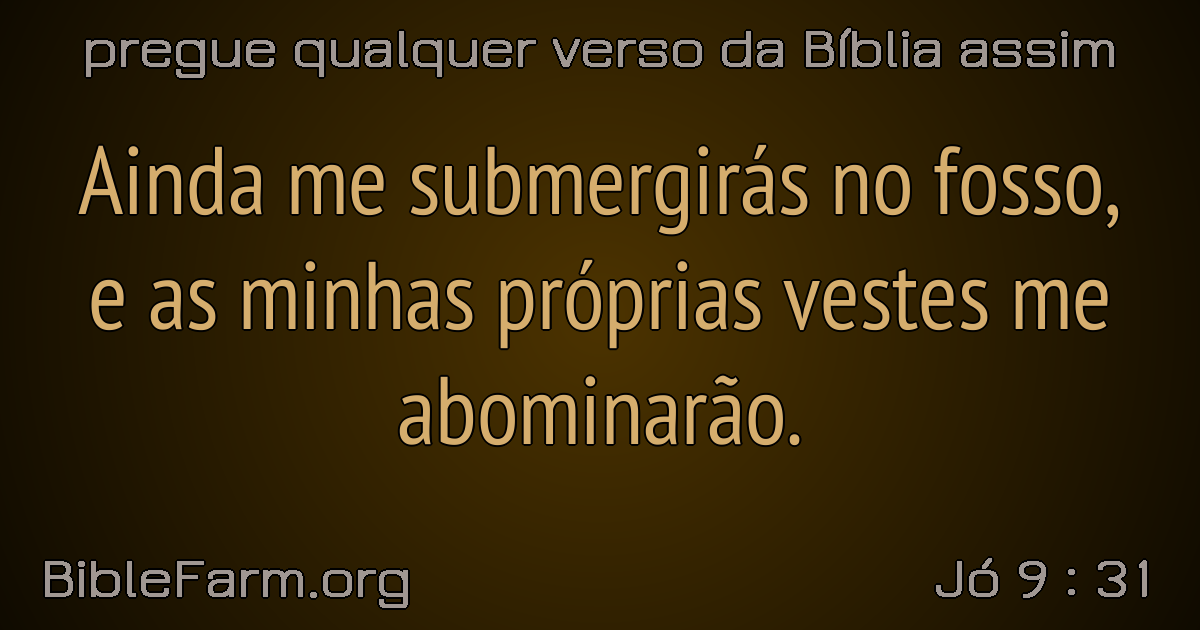 pregue qualquer verso da Bíblia assim
Ainda me submergirás no fosso,
e as minhas próprias vestes me
abominarão.
BibleFarm.org
Jó 9 : 31